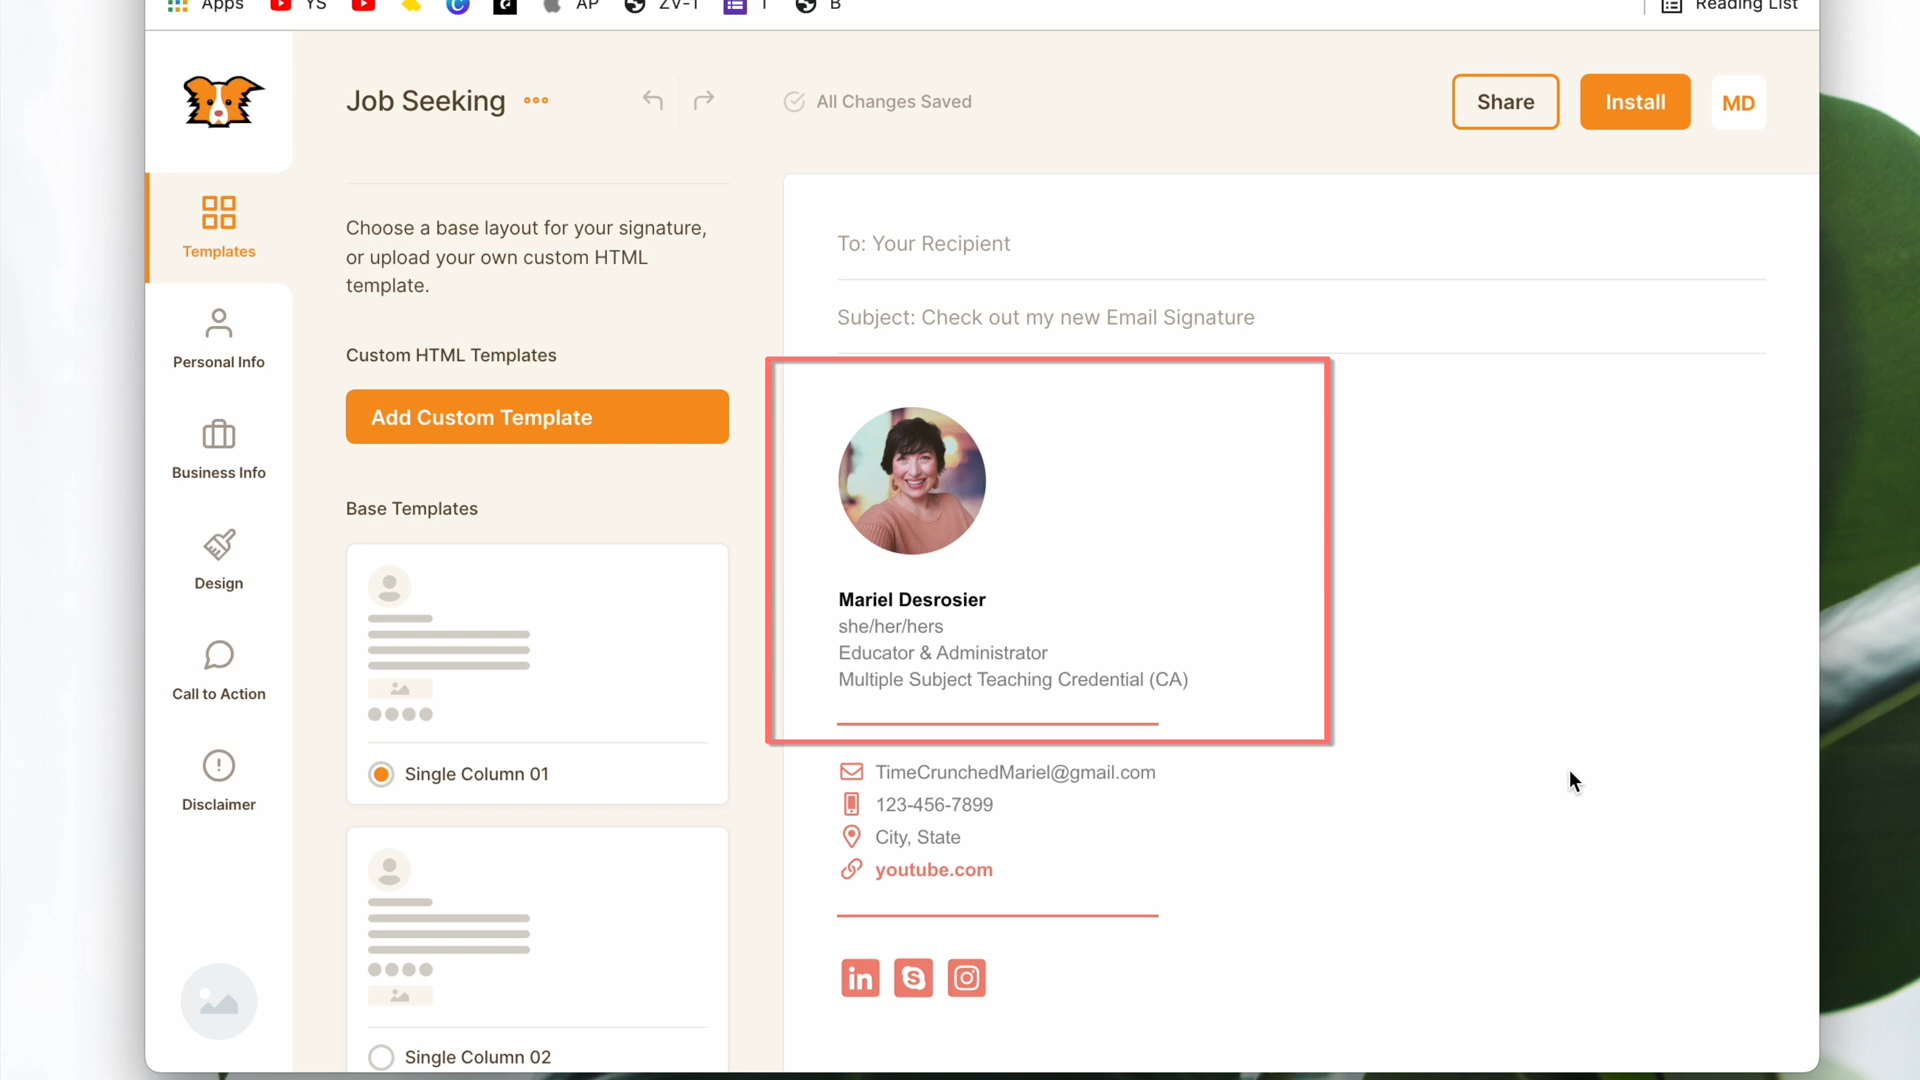 Apps YS AP ZV-1 T B Reading List
Job Seeking
All Changes Saved
Share
Install
MD
Templates
Personal Info
Business Info
Design
Call to Action
Disclaimer
Choose a base layout for your signature,
or upload your own custom HTML
template.
Custom HTML Templates
Add Custom Template
Base Templates
Single Column 01
Single Column 02
To: Your Recipient
Subject: Check out my new Email Signature
Mariel Desrosier
she/her/hers
Educator & Administrator
Multiple Subject Teaching Credential (CA)
TimeCrunchedMariel@gmail.com
123-456-7899
City, State
youtube.com
in